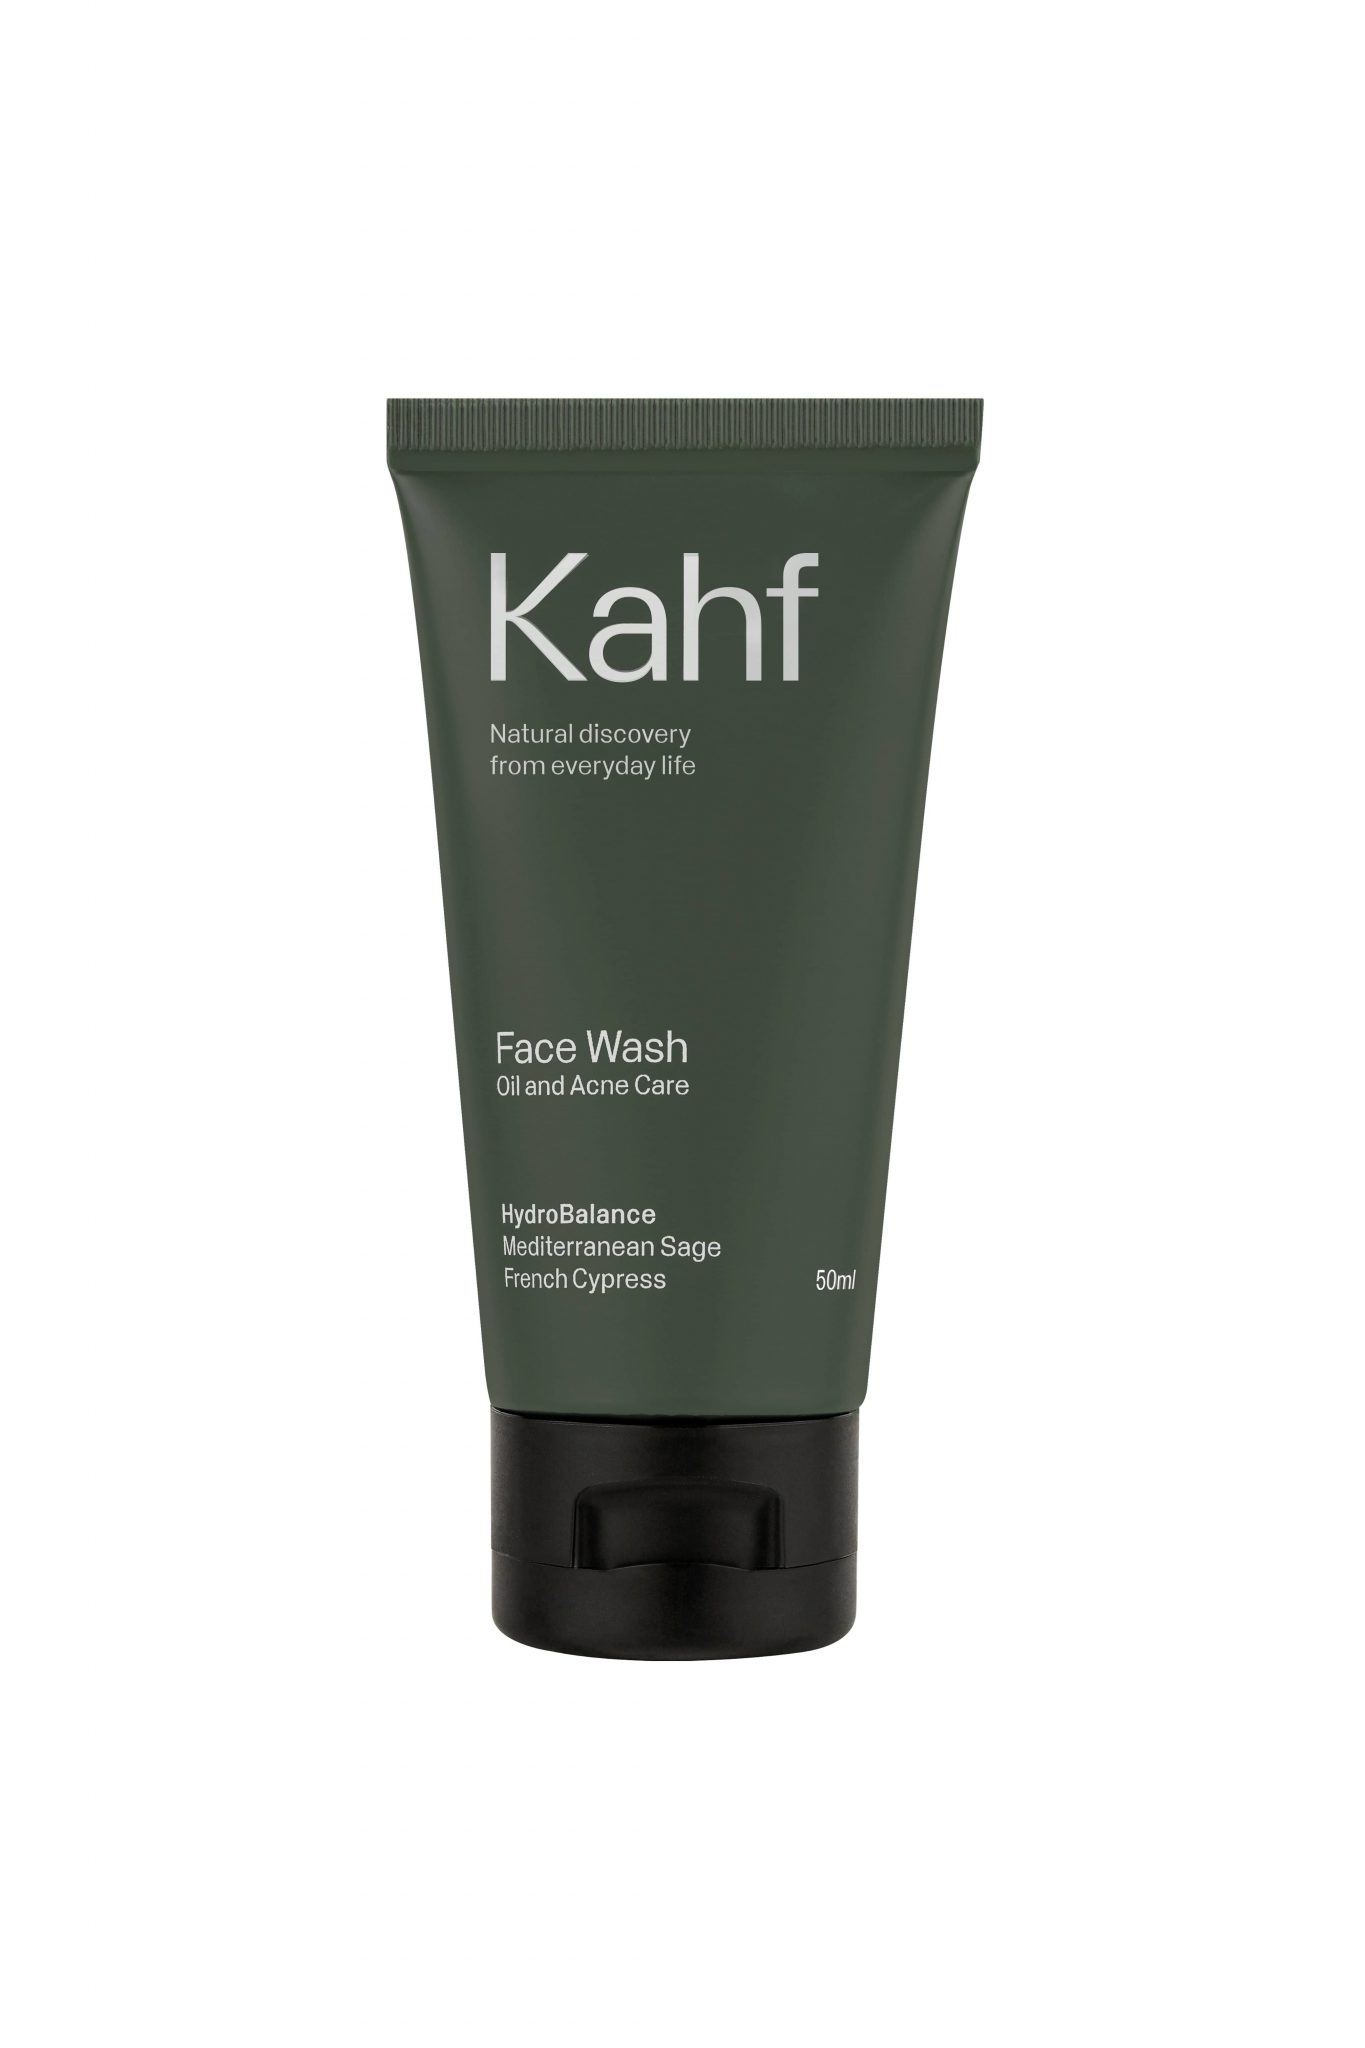 Kahf
Natural discovery
from everyday life
Face Wash
Oil and Acne Care
HydroBalance
Mediterranean Sage
French Cypress
50ml